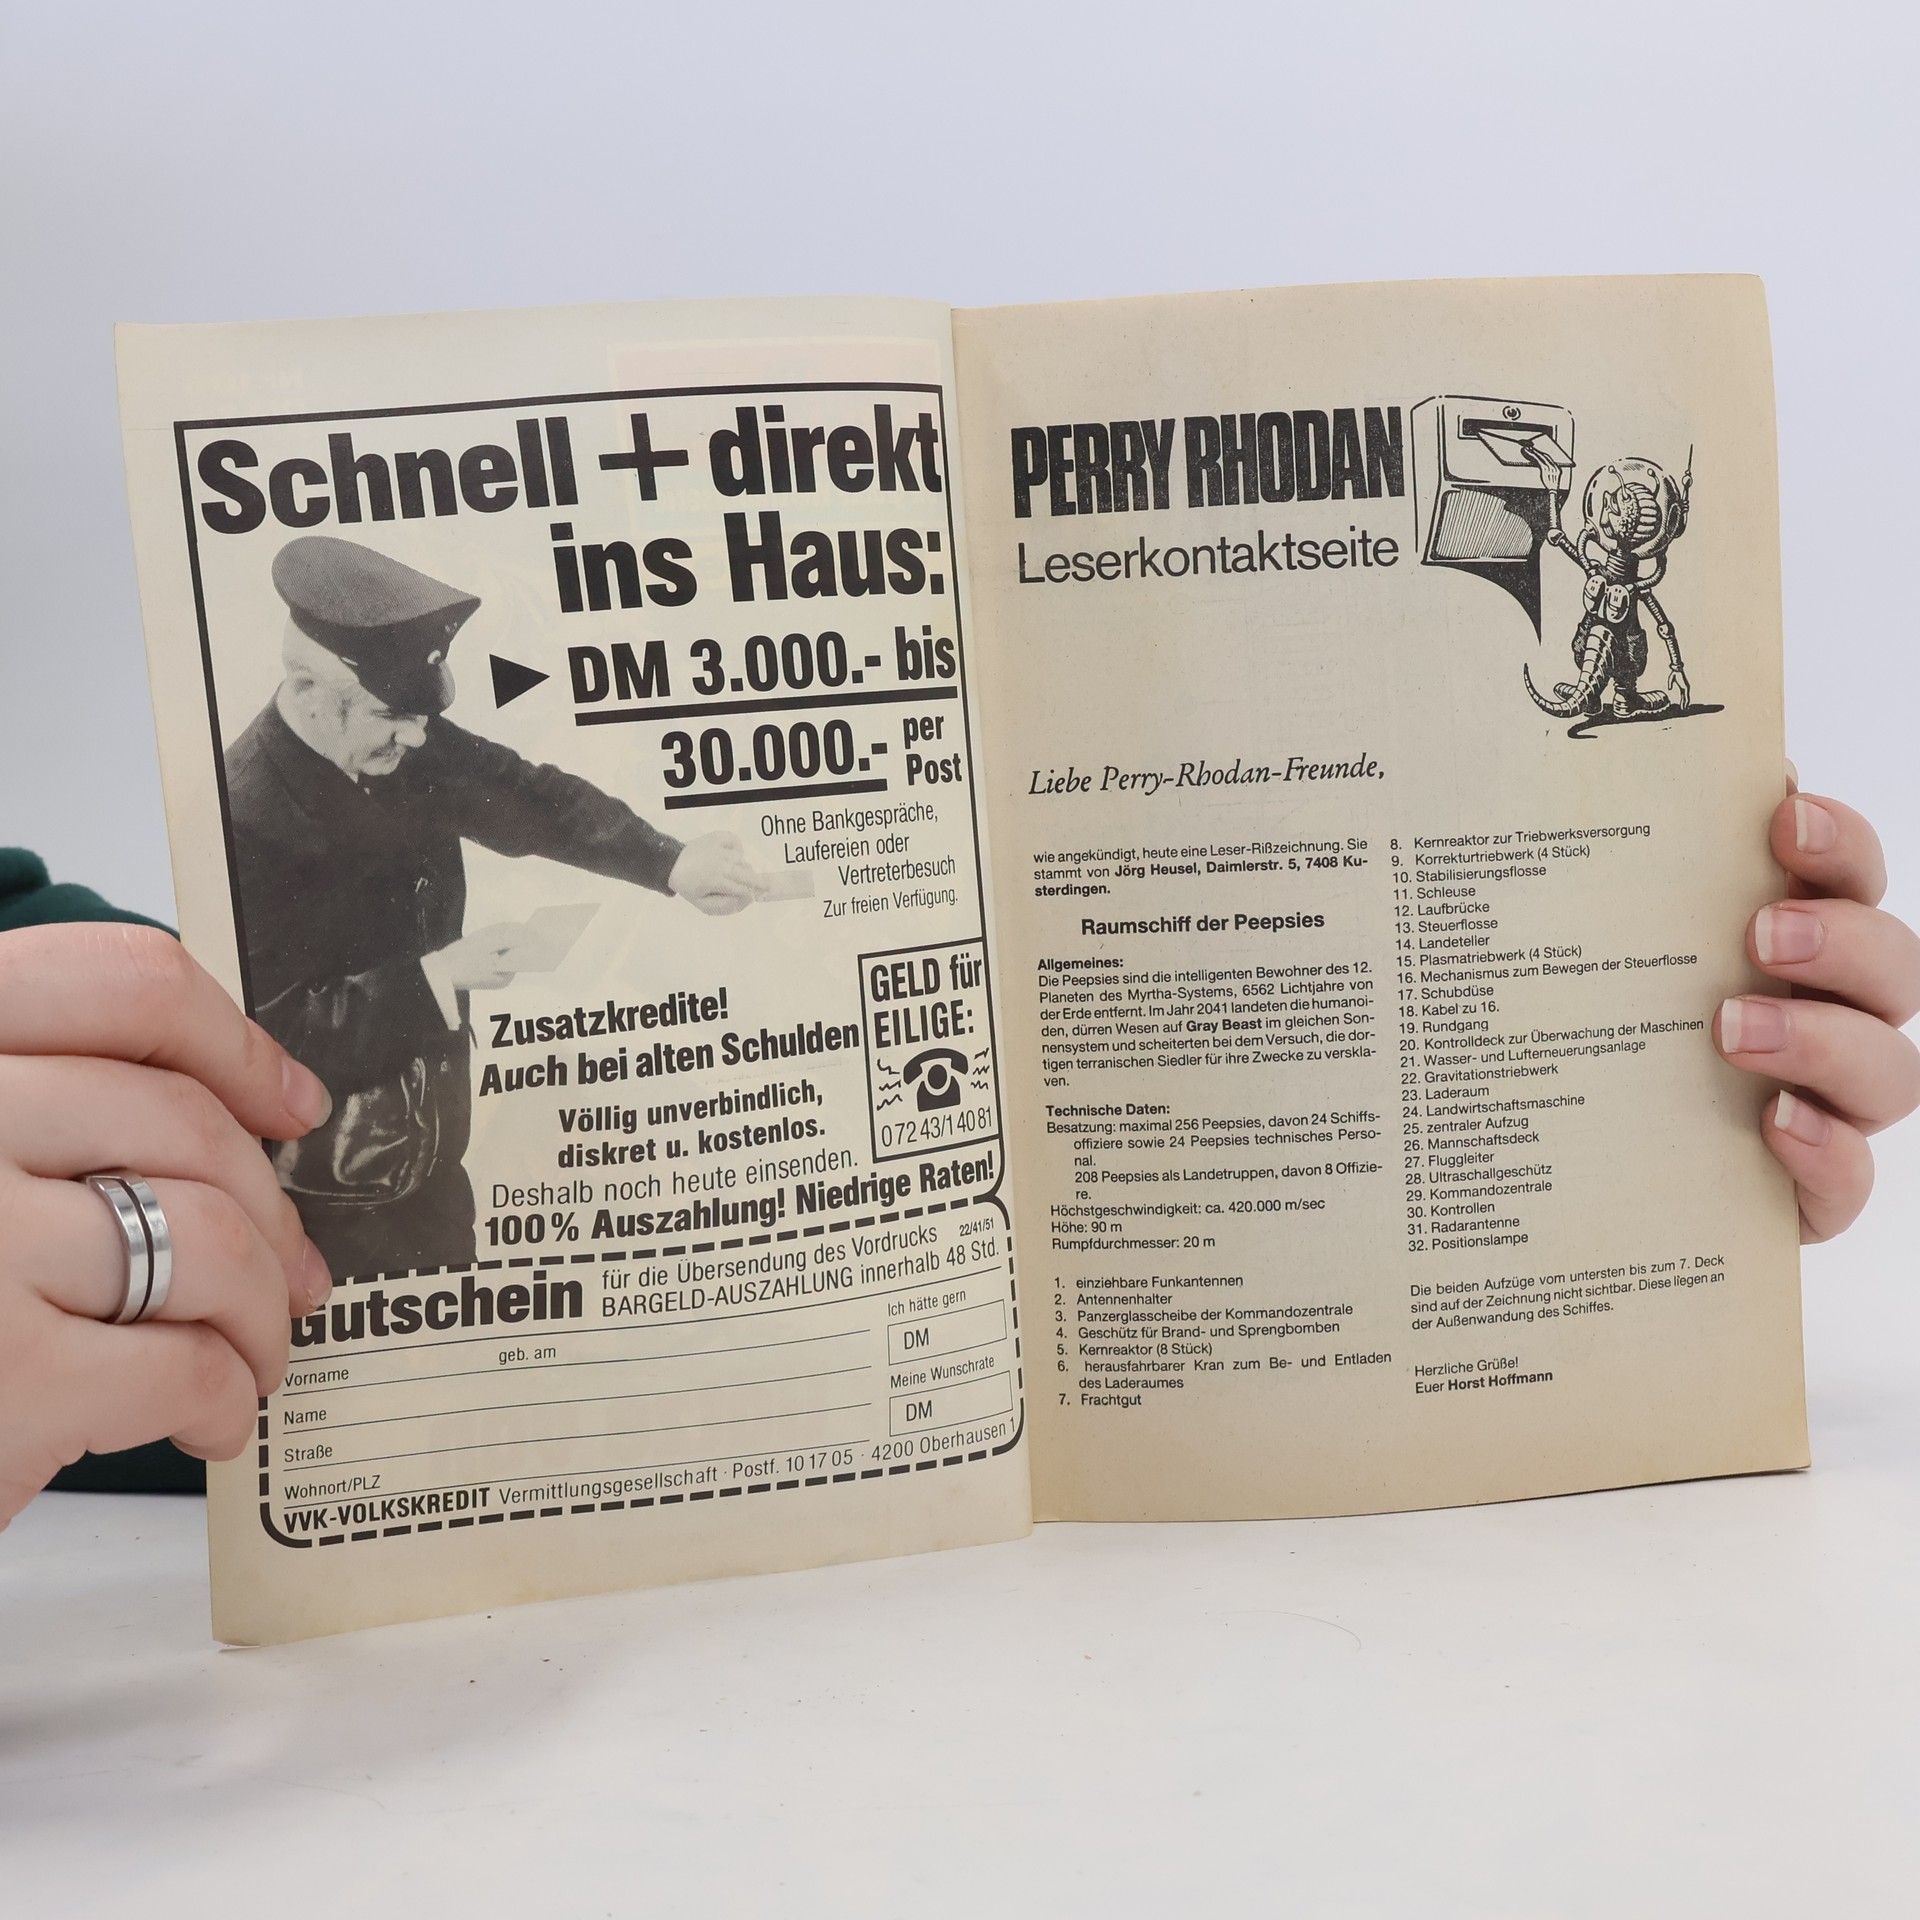 Schnell + direkt
ins Haus:
DM 3.000.- bis
30.000.- per
Post
Ohne Bankgespräche,
Laufereien oder
Vertreterbesuch
Zur freien Verfügung.
GELD für
EILIGE:
0 72 43/1 40 81
Zusatzkredite!
Auch bei alten Schulden
Völlig unverbindlich,
diskret u. kostenlos.
Deshalb noch heute einsenden.
100% Auszahlung! Niedrige Raten!
Gutschein
für die Übersendung des Vordrucks 22/41/51
BARGELD-AUSZAHLUNG innerhalb 48 Std.
Vorname geb. am
Ich hätte gern
DM
Name
Meine Wunschrate
DM
Straße
Wohnort/PLZ
VVK-VOLKSKREDIT Vermittlungsgesellschaft · Postf. 10 17 05 · 4200 Oberhausen 1
PERRY RHODAN
Leserkontaktseite
Liebe Perry-Rhodan-Freunde,
wie angekündigt, heute eine Leser-Rißzeichnung. Sie
stammt von Jörg Heusel, Daimlerstr. 5, 7408 Ku-
sterdingen.
Raumschiff der Peepsies
Allgemeines:
Die Peepsies sind die intelligenten Bewohner des 12.
Planeten des Myrtha-Systems, 6562 Lichtjahre von
der Erde entfernt. Im Jahr 2041 landeten die humanoi-
den, dürren Wesen auf Gray Beast im gleichen Son-
nensystem und scheiterten bei dem Versuch, die dor-
tigen terranischen Siedler für ihre Zwecke zu verskla-
ven.
Technische Daten:
Besatzung: maximal 256 Peepsies, davon 24 Schiffs-
offiziere sowie 24 Peepsies technisches Perso-
nal.
208 Peepsies als Landetruppen, davon 8 Offizie-
re.
Höchstgeschwindigkeit: ca. 420.000 m/sec
Höhe: 90 m
Rumpfdurchmesser: 20 m
1. einziehbare Funkantennen
2. Antennenhalter
3. Panzerglasscheibe der Kommandozentrale
4. Geschütz für Brand- und Sprengbomben
5. Kernreaktor (8 Stück)
6. herausfahrbarer Kran zum Be- und Entladen
des Laderaumes
7. Frachtgut
8. Kernreaktor zur Triebwerksversorgung
9. Korrekturtriebwerk (4 Stück)
10. Stabilisierungsflosse
11. Schleuse
12. Laufbrücke
13. Steuerflosse
14. Landeteller
15. Plasmatriebwerk (4 Stück)
16. Mechanismus zum Bewegen der Steuerflosse
17. Schubdüse
18. Kabel zu 16.
19. Rundgang
20. Kontrolldeck zur Überwachung der Maschinen
21. Wasser- und Lufterneuerungsanlage
22. Gravitationstriebwerk
23. Laderaum
24. Landwirtschaftsmaschine
25. zentraler Aufzug
26. Mannschaftsdeck
27. Fluggleiter
28. Ultraschallgeschütz
29. Kommandozentrale
30. Kontrollen
31. Radarantenne
32. Positionslampe
Die beiden Aufzüge vom untersten bis zum 7. Deck
sind auf der Zeichnung nicht sichtbar. Diese liegen an
der Außenwandung des Schiffes.
Herzliche Grüße!
Euer Horst Hoffmann